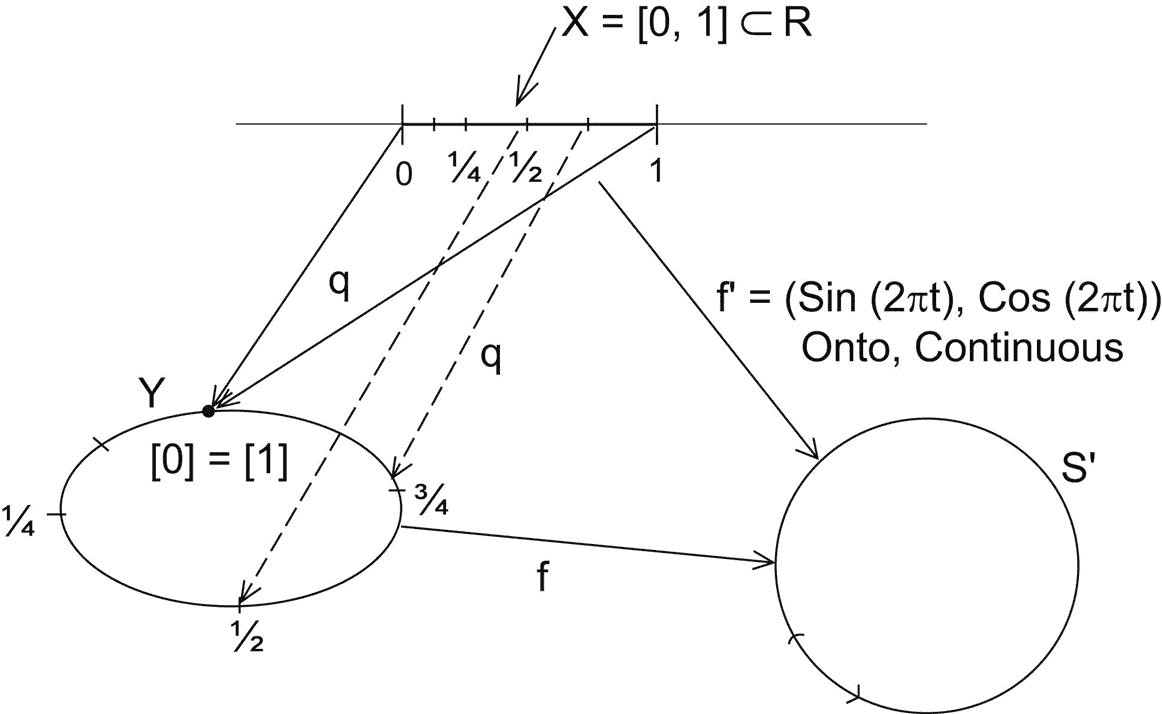 X = [0, 1] ⊂ R
0 ¼ ½ 1
q
f' = (Sin (2πt), Cos (2πt))
Onto, Continuous
q
Y
[0] = [1]
S'
¼
¾
f
½